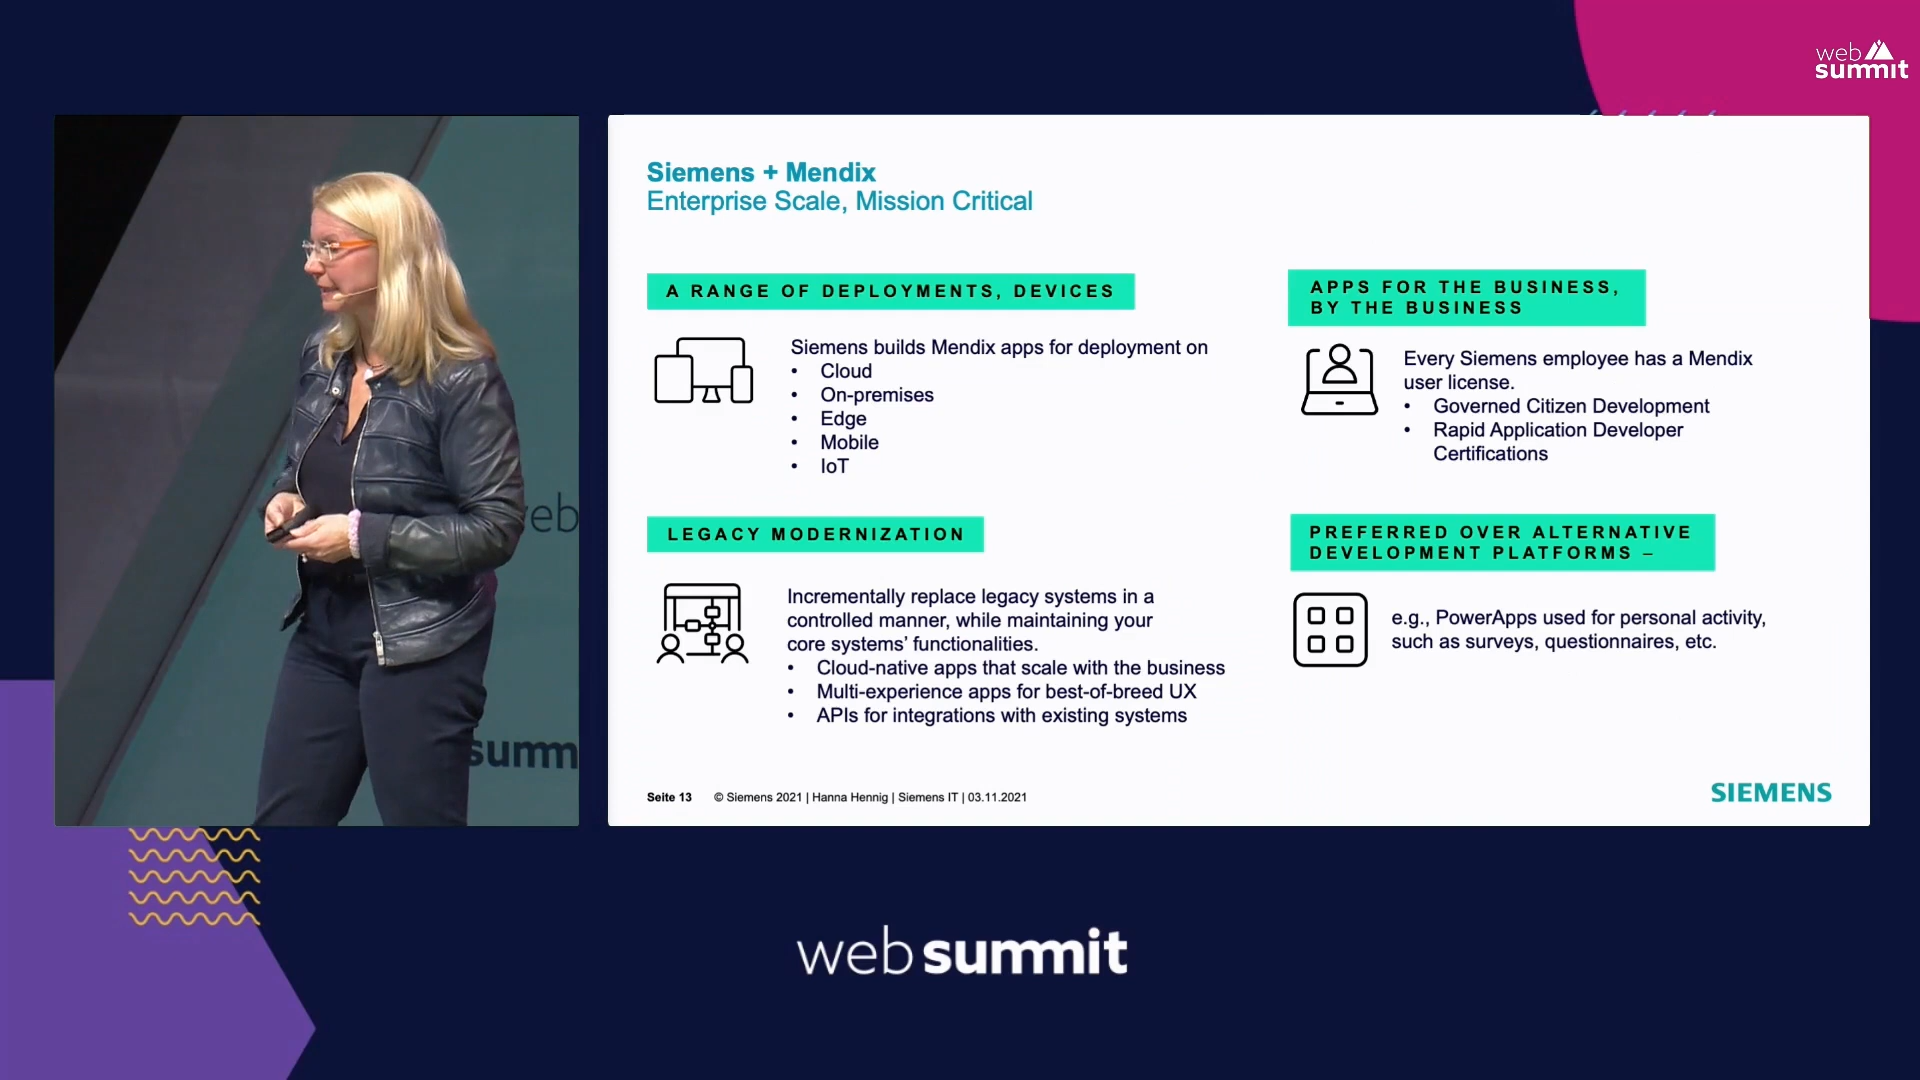 web
summit
Siemens + Mendix
Enterprise Scale, Mission Critical
A RANGE OF DEPLOYMENTS, DEVICES
Siemens builds Mendix apps for deployment on
• Cloud
• On-premises
• Edge
• Mobile
• IoT
APPS FOR THE BUSINESS,
BY THE BUSINESS
Every Siemens employee has a Mendix
user license.
• Governed Citizen Development
• Rapid Application Developer
Certifications
LEGACY MODERNIZATION
Incrementally replace legacy systems in a
controlled manner, while maintaining your
core systems’ functionalities.
• Cloud-native apps that scale with the business
• Multi-experience apps for best-of-breed UX
• APIs for integrations with existing systems
PREFERRED OVER ALTERNATIVE
DEVELOPMENT PLATFORMS –
e.g., PowerApps used for personal activity,
such as surveys, questionnaires, etc.
Seite 13 © Siemens 2021 | Hanna Hennig | Siemens IT | 03.11.2021
SIEMENS
eb
summ
web summit